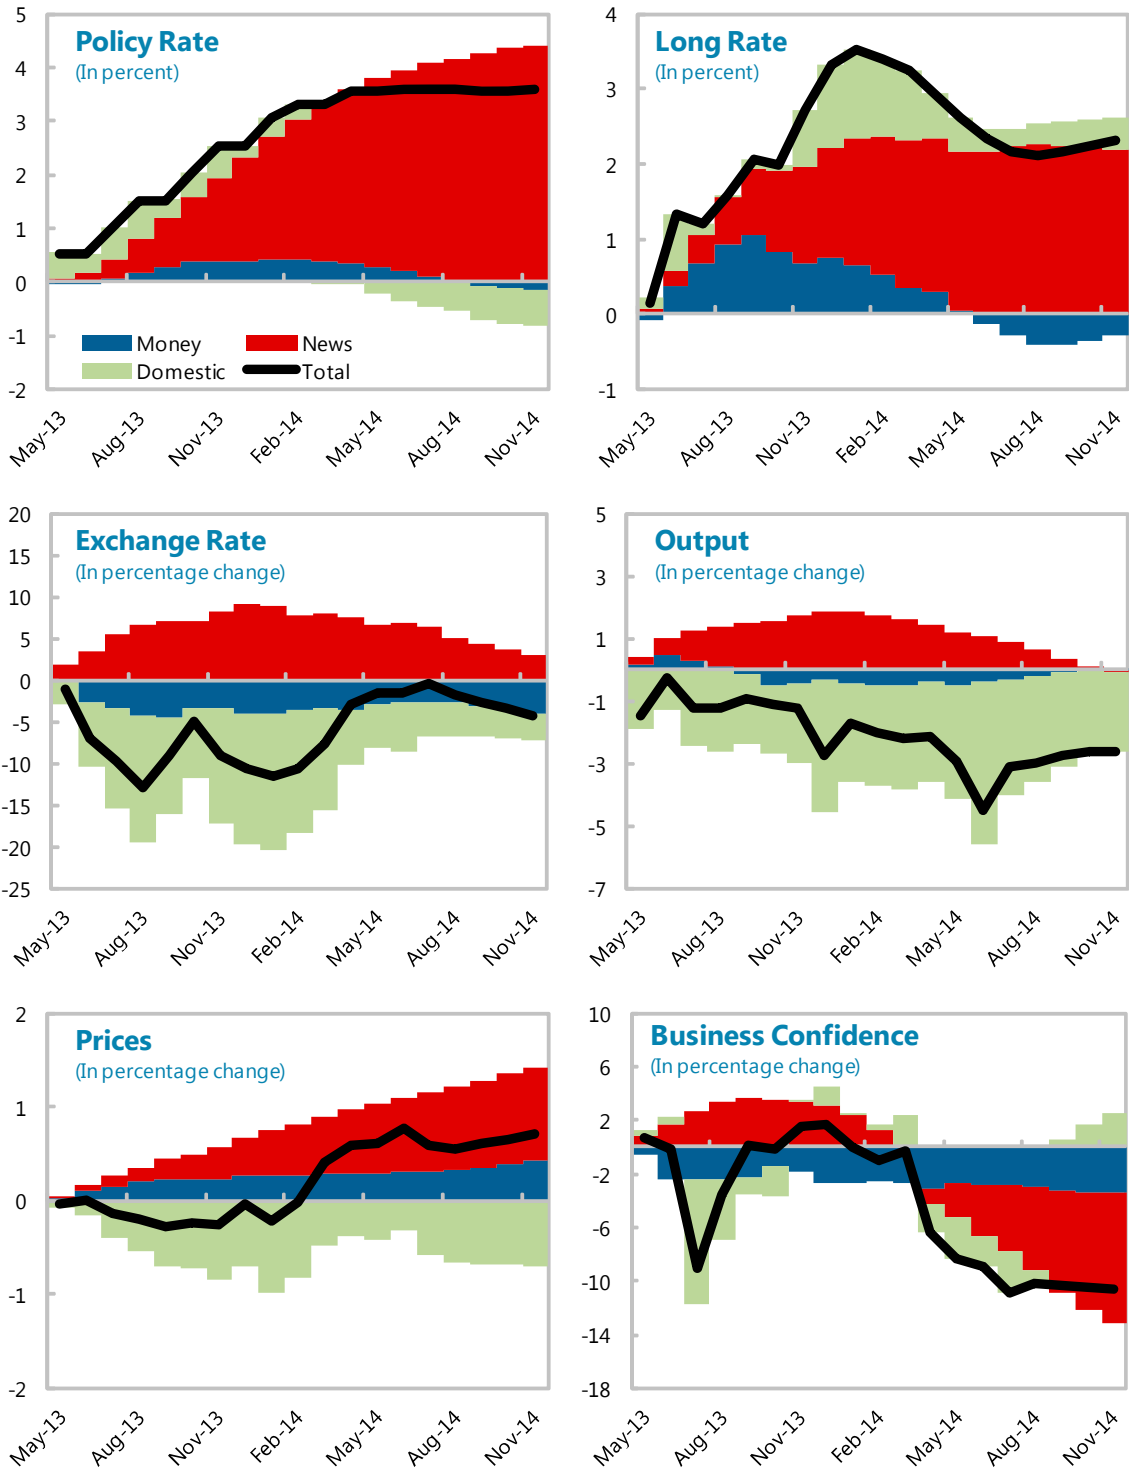 Policy Rate
(In percent)
5
4
3
2
1
0
-1
-2
Money
News
Domestic
Total
May-13
Aug-13
Nov-13
Feb-14
May-14
Aug-14
Nov-14
Long Rate
(In percent)
4
3
2
1
0
-1
May-13
Aug-13
Nov-13
Feb-14
May-14
Aug-14
Nov-14
Exchange Rate
(In percentage change)
20
15
10
5
0
-5
-10
-15
-20
-25
May-13
Aug-13
Nov-13
Feb-14
May-14
Aug-14
Nov-14
Output
(In percentage change)
5
3
1
-1
-3
-5
-7
May-13
Aug-13
Nov-13
Feb-14
May-14
Aug-14
Nov-14
Prices
(In percentage change)
2
1
0
-1
-2
May-13
Aug-13
Nov-13
Feb-14
May-14
Aug-14
Nov-14
Business Confidence
(In percentage change)
10
6
2
-2
-6
-10
-14
-18
May-13
Aug-13
Nov-13
Feb-14
May-14
Aug-14
Nov-14